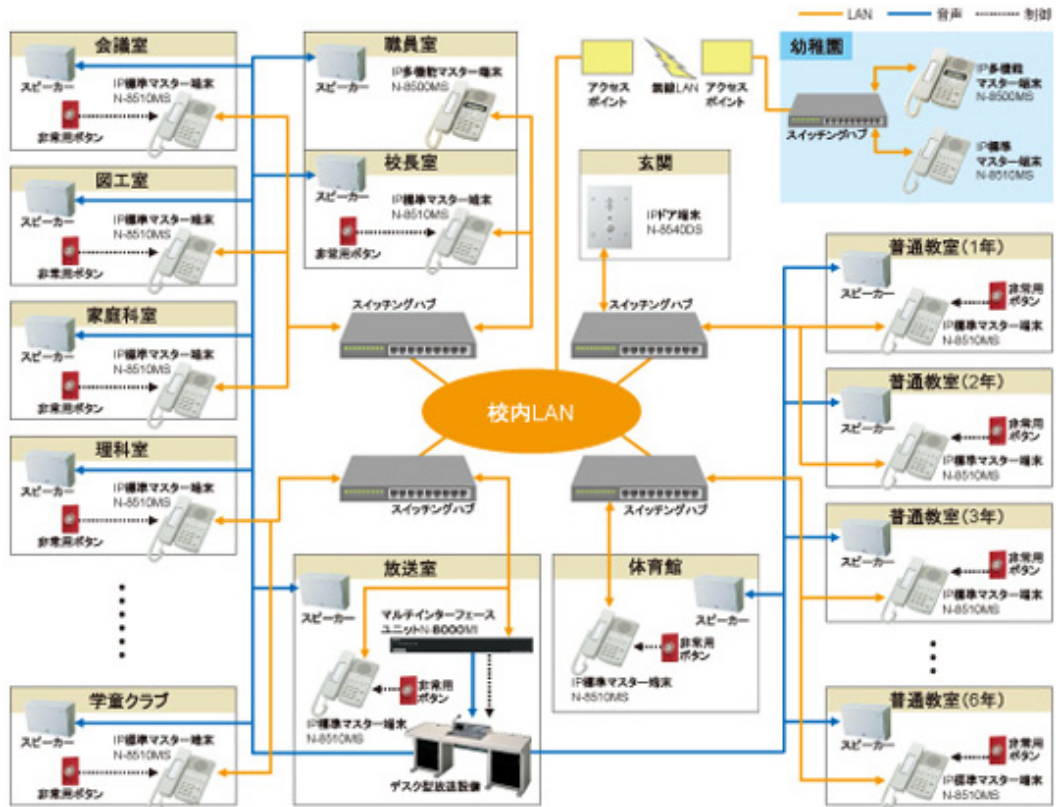 LAN
音声
制御
会議室
スピーカー
IP標準マスター端末
N-8510MS
非常用ボタン
図工室
スピーカー
IP標準マスター端末
N-8510MS
非常用ボタン
家庭科室
スピーカー
IP標準マスター端末
N-8510MS
非常用ボタン
理科室
スピーカー
IP標準マスター端末
N-8510MS
非常用ボタン
学童クラブ
スピーカー
IP標準マスター端末
N-8510MS
非常用ボタン
職員室
スピーカー
IP多機能マスター端末
N-8500MS
校長室
スピーカー
IP標準マスター端末
N-8510MS
非常用ボタン
スイッチングハブ
アクセス
ポイント
無線LAN
アクセス
ポイント
幼稚園
スイッチングハブ
IP多機能
マスター端末
N-8500MS
IP標準
マスター端末
N-8510MS
玄関
IPドア端末
N-8540DS
スイッチングハブ
校内LAN
スイッチングハブ
スイッチングハブ
放送室
スピーカー
マルチインターフェース
ユニットN-8000MI
非常用
ボタン
IP標準マスター端末
N-8510MS
デスク型放送設備
体育館
スピーカー
非常用
ボタン
IP標準マスター端末
N-8510MS
普通教室(1年)
スピーカー
非常用
ボタン
IP標準マスター端末
N-8510MS
普通教室(2年)
スピーカー
非常用
ボタン
IP標準マスター端末
N-8510MS
普通教室(3年)
スピーカー
非常用
ボタン
IP標準マスター端末
N-8510MS
普通教室(6年)
スピーカー
非常用
ボタン
IP標準マスター端末
N-8510MS